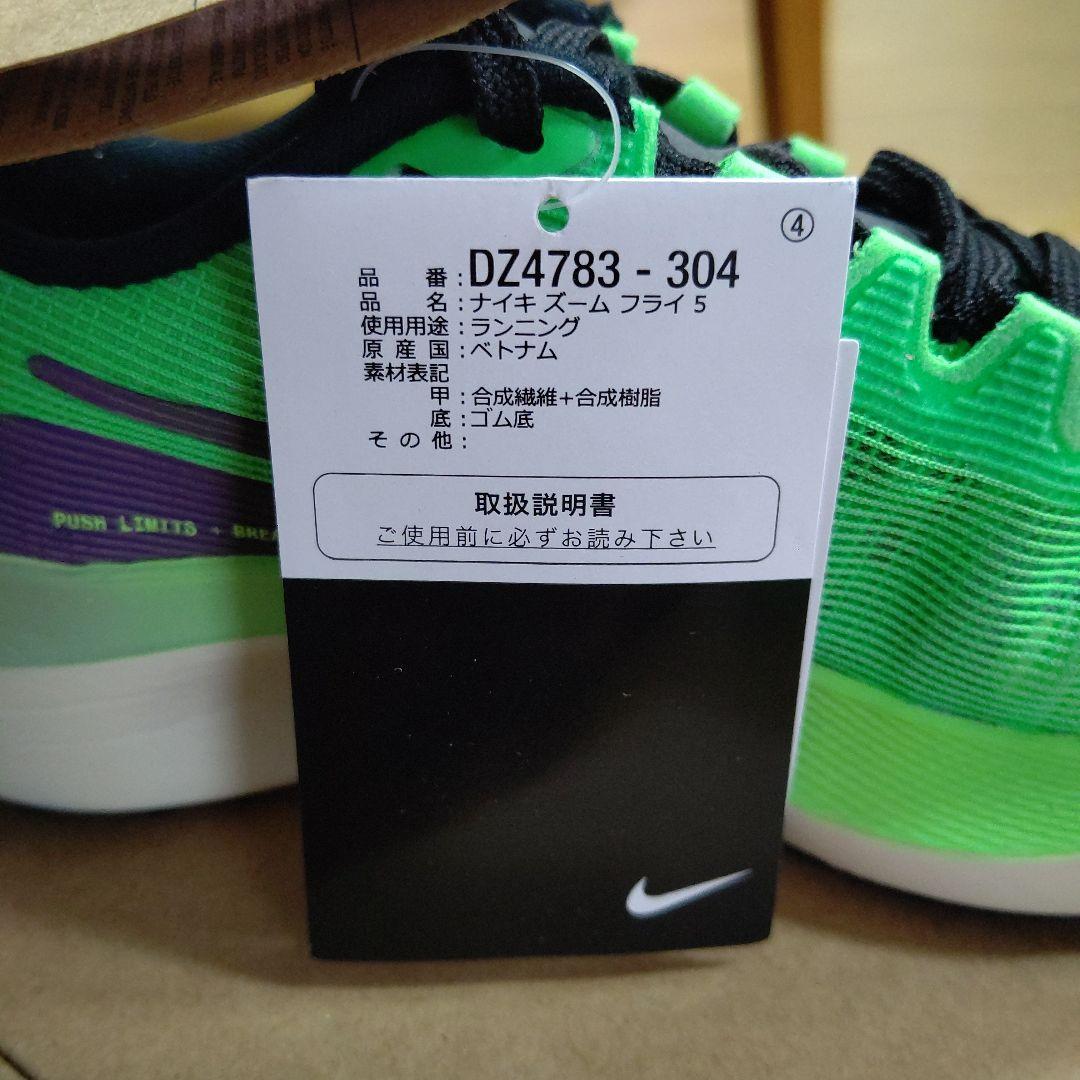 ④
品 番:DZ4783 - 304
品 名:ナイキ ズーム フライ 5
使用用途:ランニング
原 産 国:ベトナム
素材表記
甲:合成繊維+合成樹脂
底:ゴム底
そ の 他:
取扱説明書
ご使用前に必ずお読み下さい
PUSH LIMITS + BREA